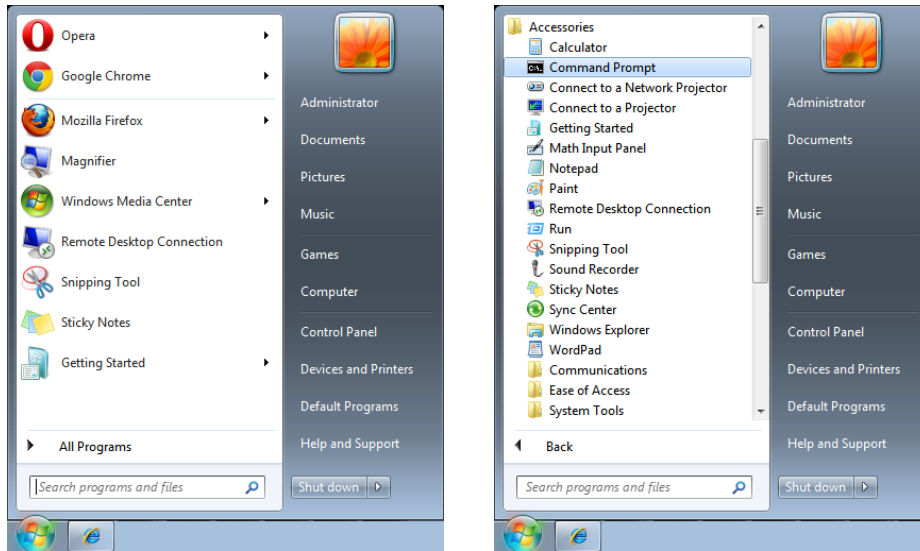 Opera
Google Chrome
Mozilla Firefox
Magnifier
Windows Media Center
Remote Desktop Connection
Snipping Tool
Sticky Notes
Getting Started
All Programs
Search programs and files
Administrator
Documents
Pictures
Music
Games
Computer
Control Panel
Devices and Printers
Default Programs
Help and Support
Shut down
Accessories
Calculator
C:\.
Command Prompt
Connect to a Network Projector
Connect to a Projector
Getting Started
Math Input Panel
Notepad
Paint
Remote Desktop Connection
Run
Snipping Tool
Sound Recorder
Sticky Notes
Sync Center
Windows Explorer
WordPad
Communications
Ease of Access
System Tools
Back
Search programs and files
Administrator
Documents
Pictures
Music
Games
Computer
Control Panel
Devices and Printers
Default Programs
Help and Support
Shut down